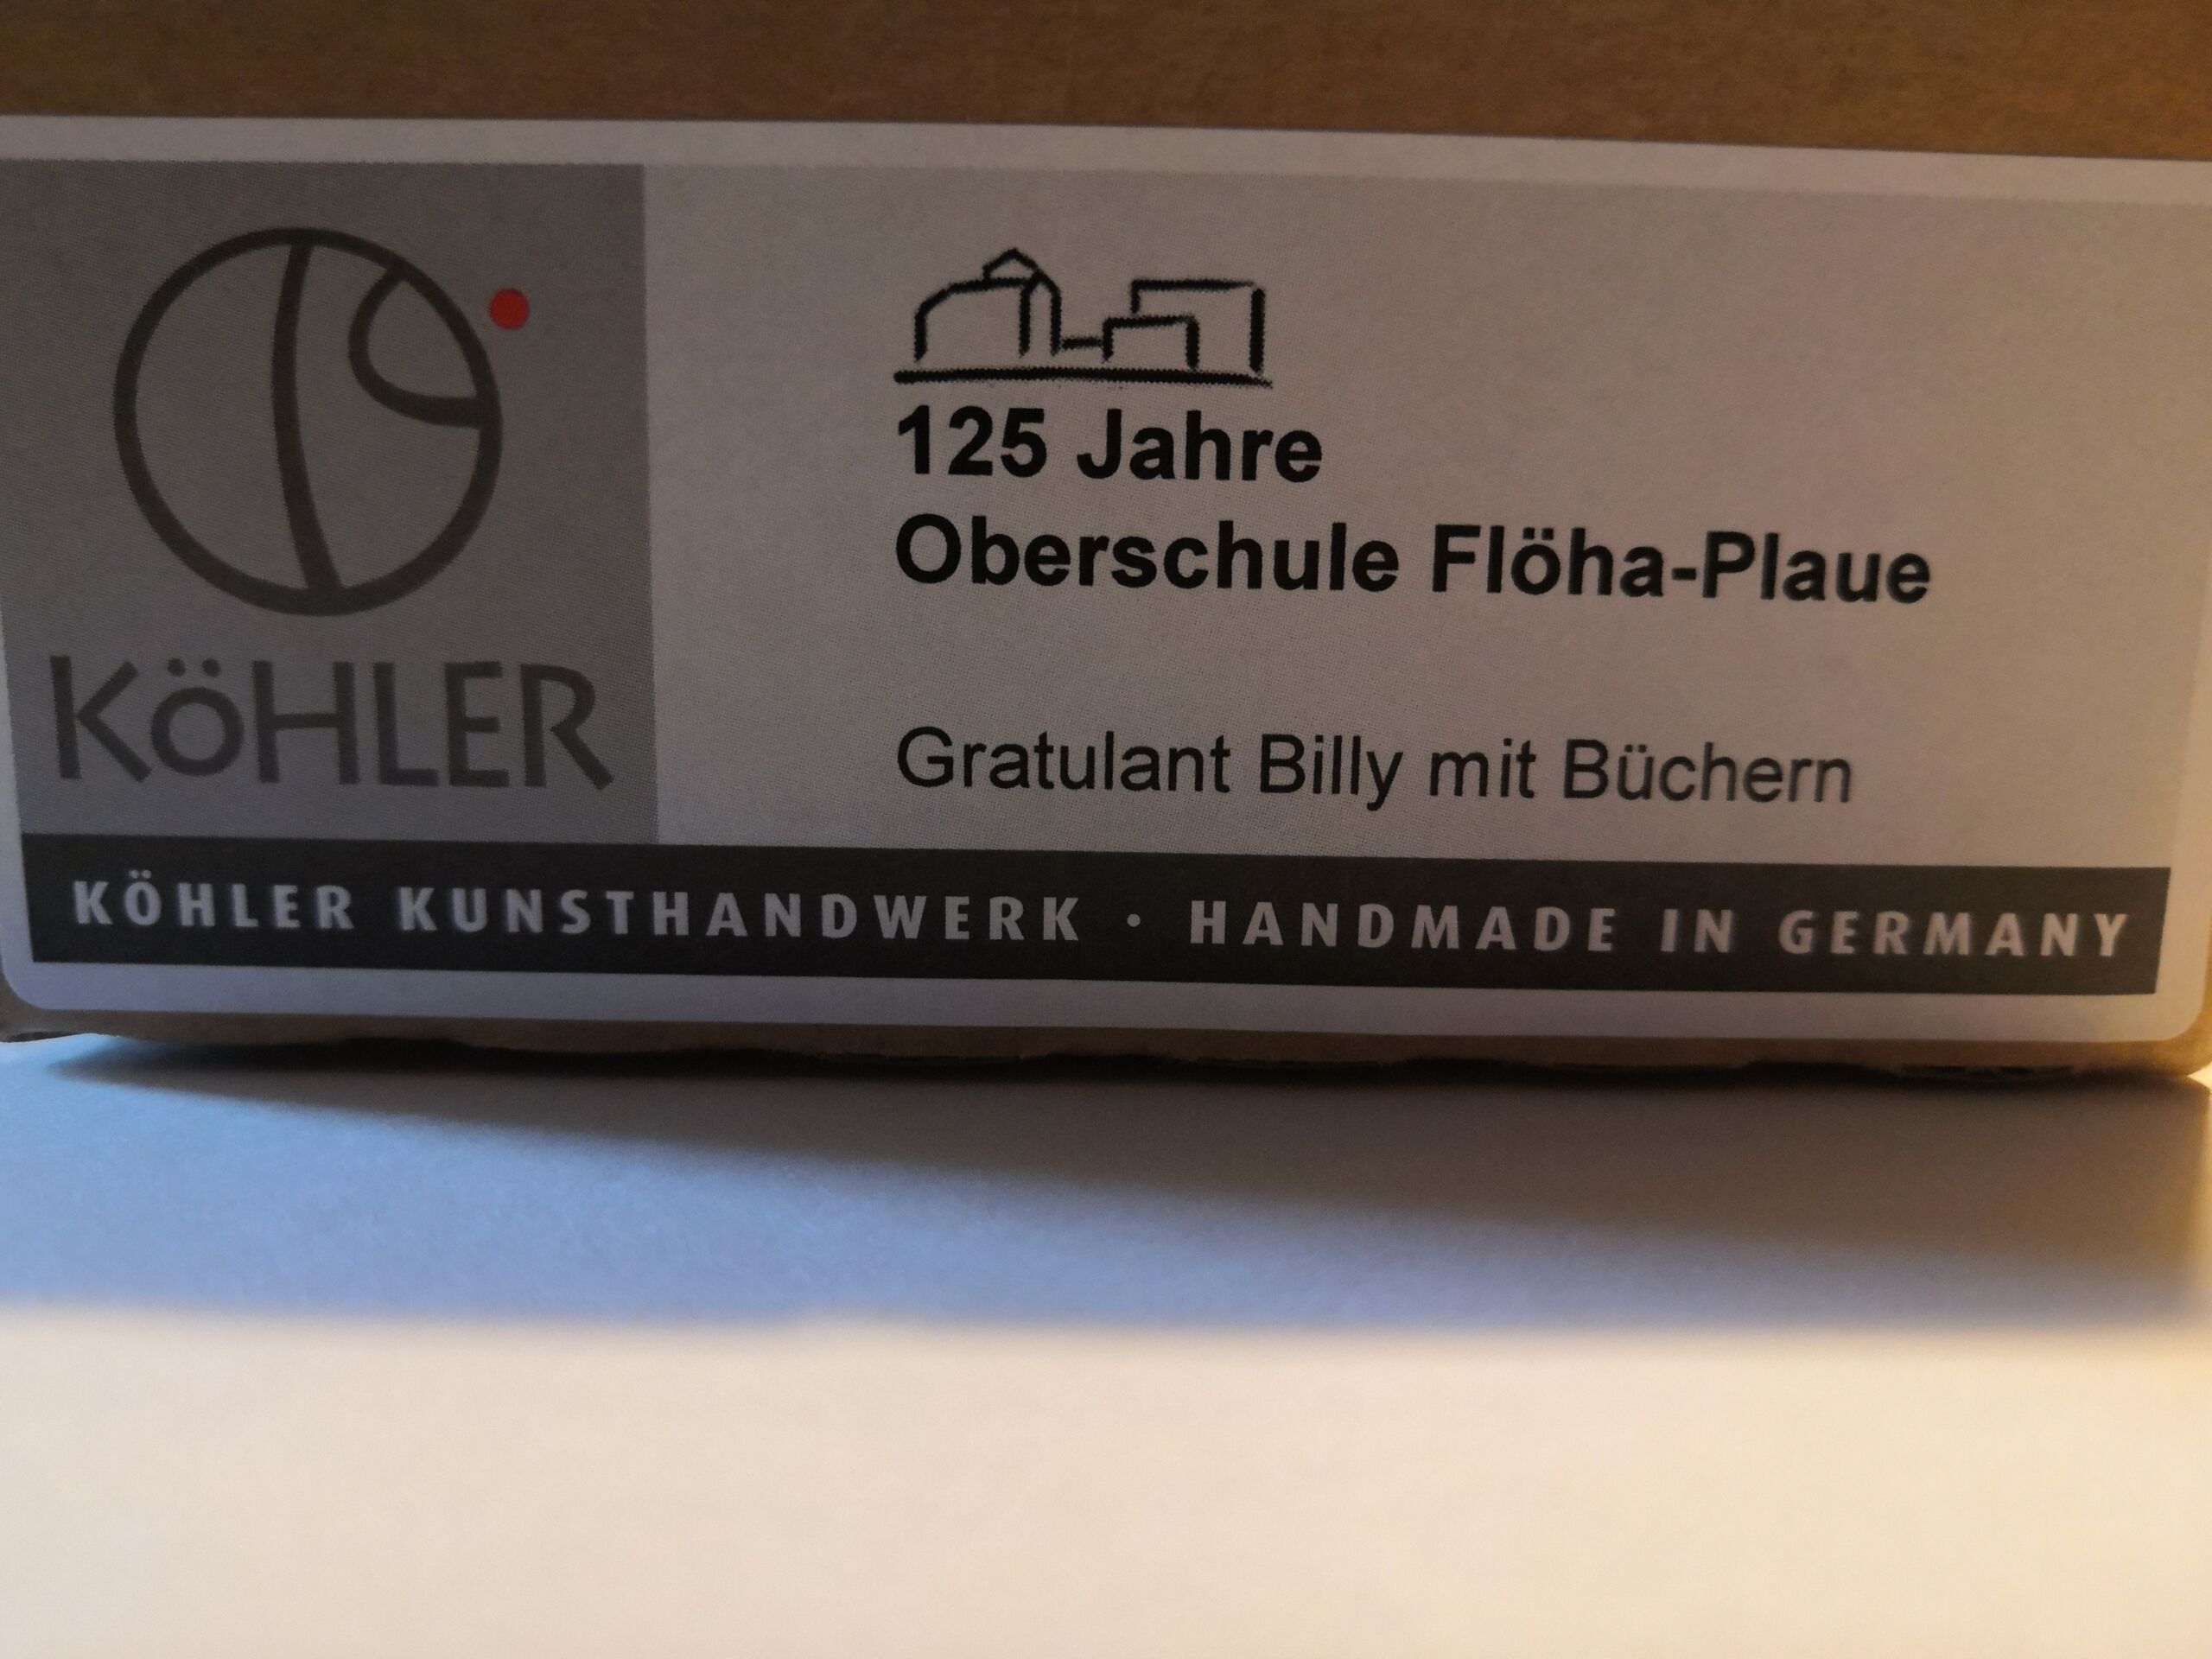 KÖHLER
125 Jahre
Oberschule Flöha-Plaue
Gratulant Billy mit Büchern
KÖHLER KUNSTHANDWERK · HANDMADE IN GERMANY